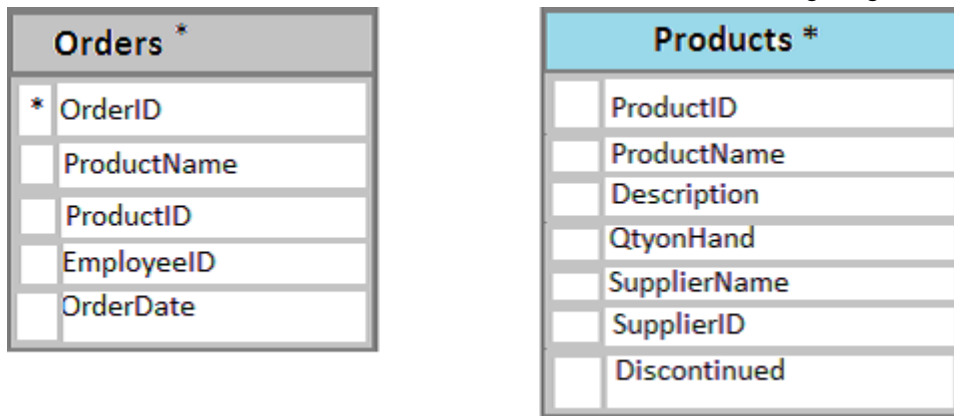 Orders *
* OrderID
ProductName
ProductID
EmployeeID
OrderDate
Products *
ProductID
ProductName
Description
QtyonHand
SupplierName
SupplierID
Discontinued